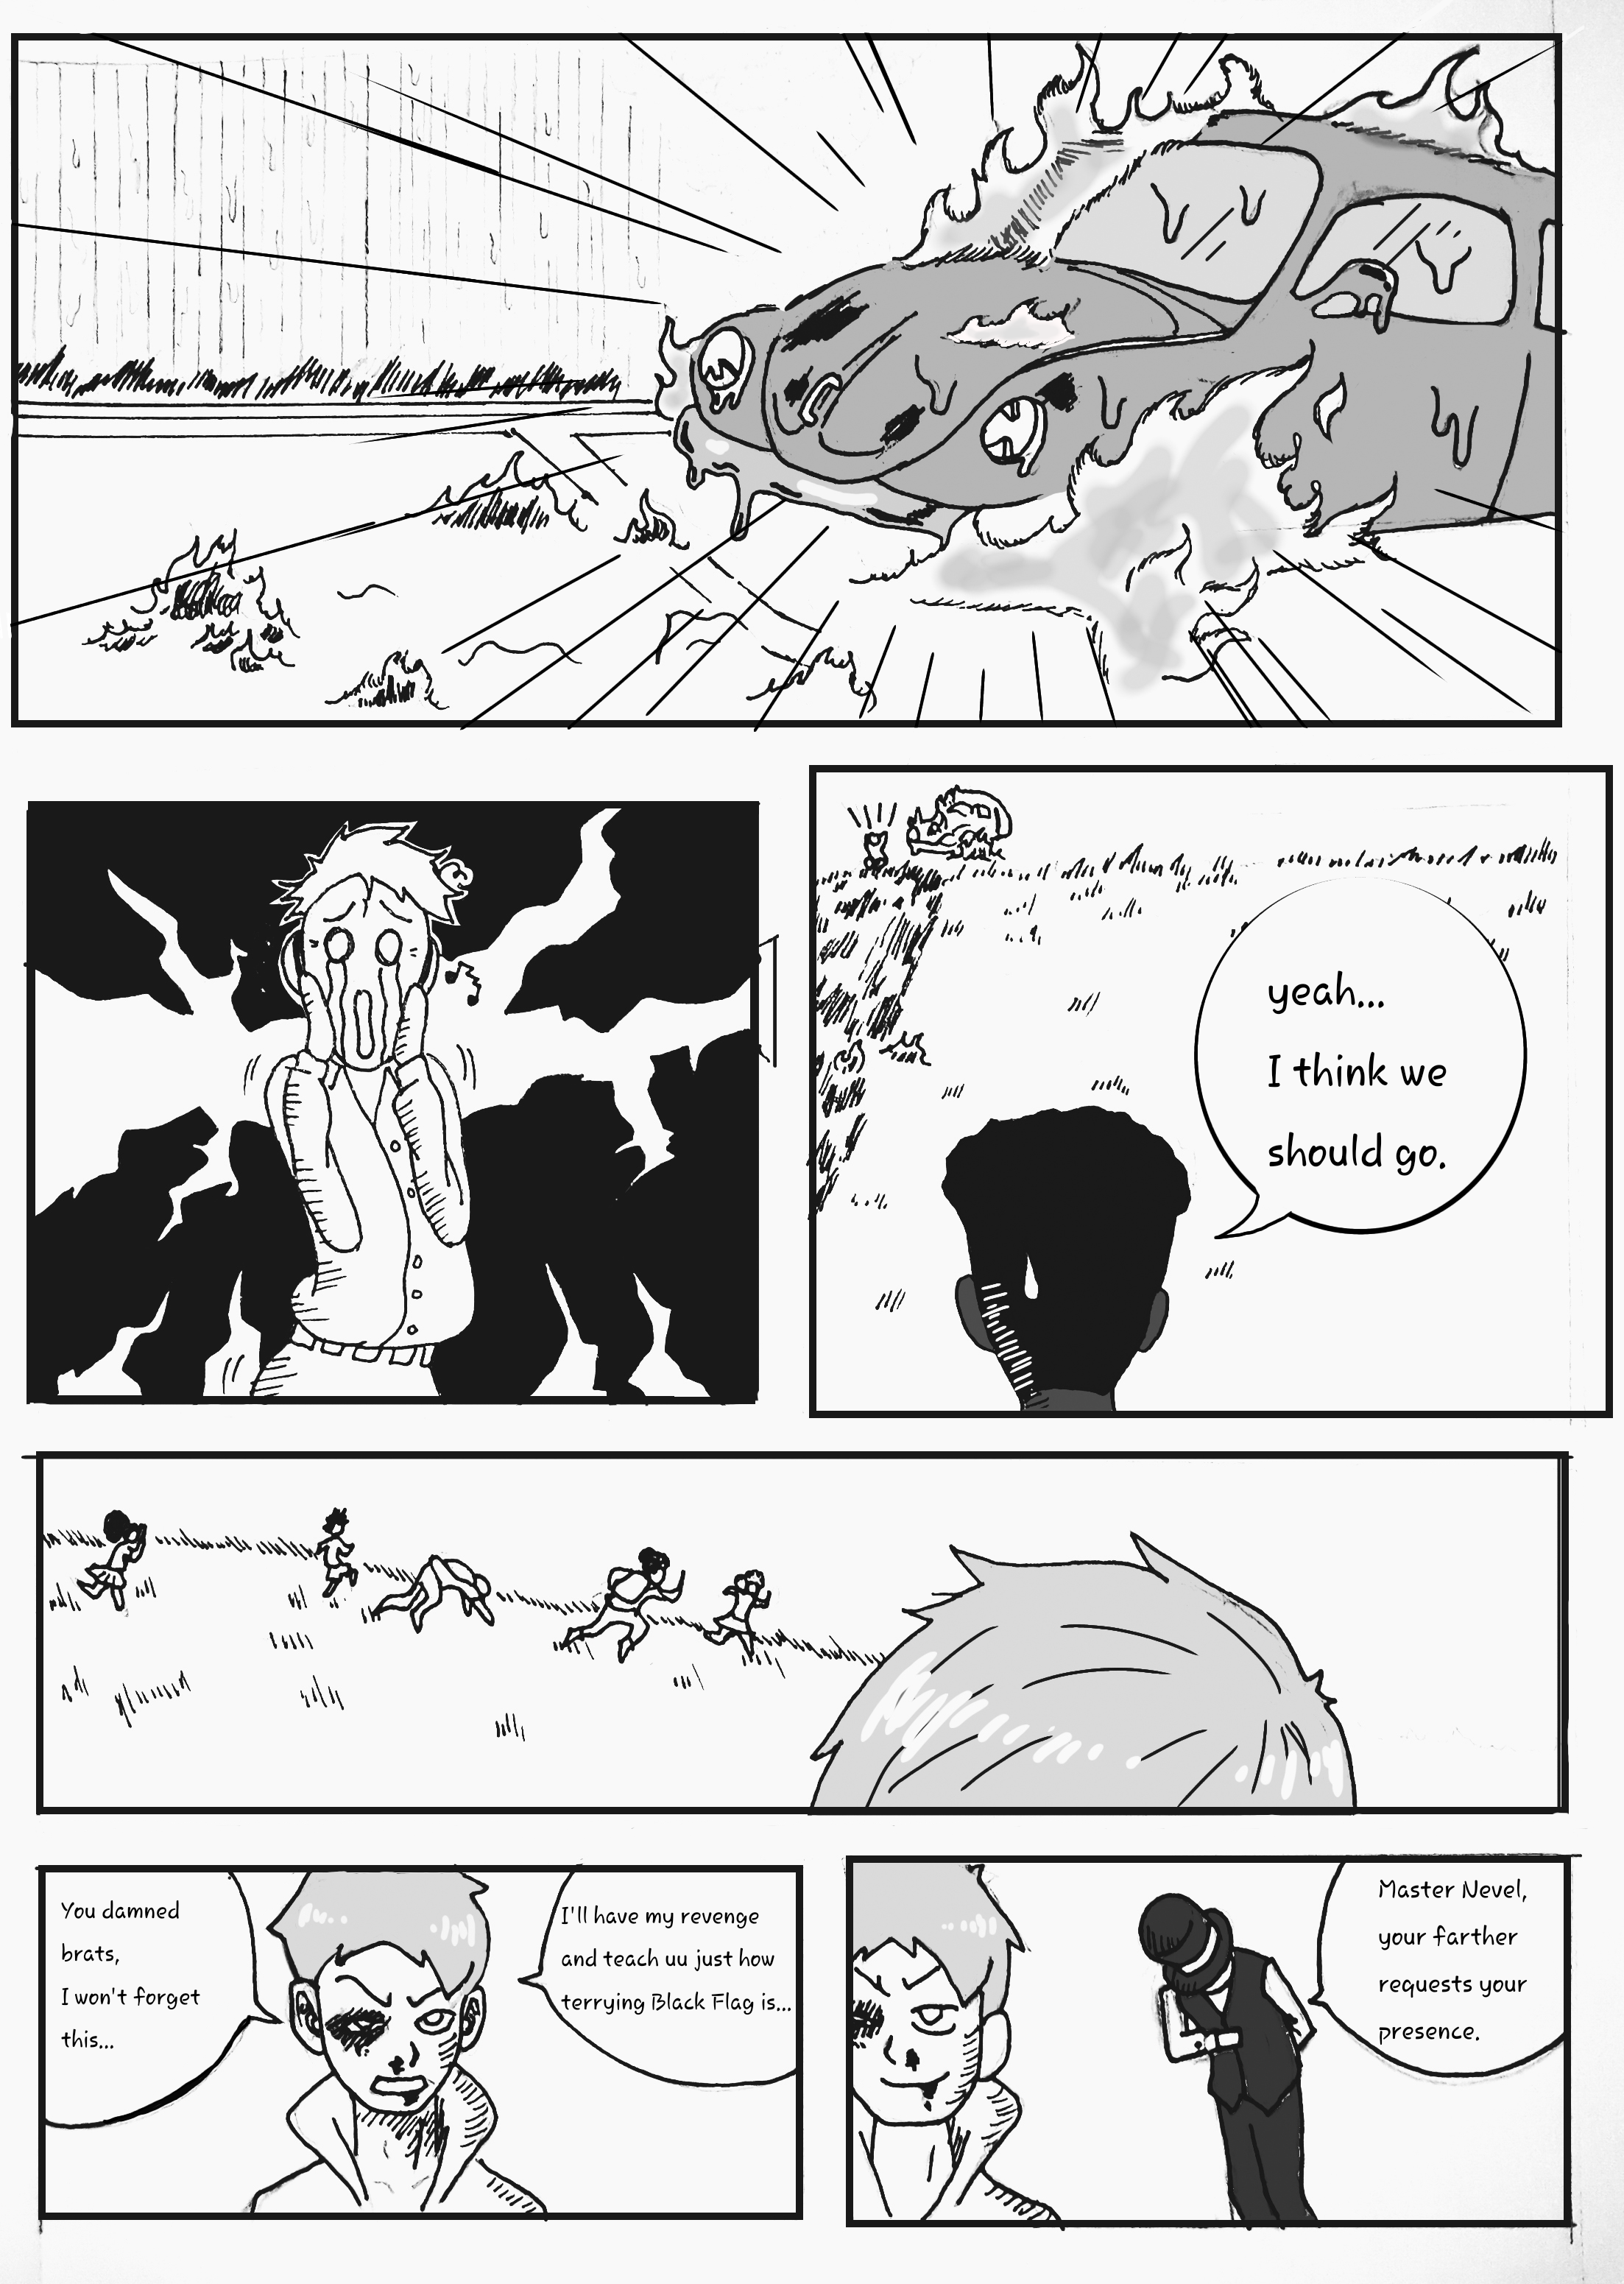 yeah...
I think we
should go.
You damned
brats,
I won't forget
this...
I'll have my revenge
and teach uu just how
terrying Black Flag is...
Master Nevel,
your farther
requests your
presence.